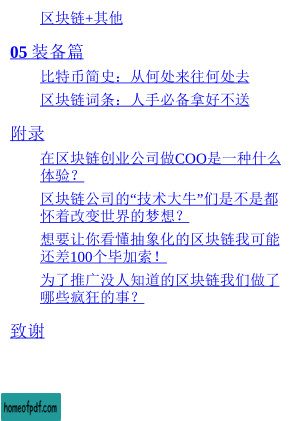 区块链+其他
05 装备篇
比特币简史：从何处来往何处去
区块链词条：人手必备拿好不送
附录
在区块链创业公司做COO是一种什么
体验？
区块链公司的“技术大牛”们是不是都
怀着改变世界的梦想？
想要让你看懂抽象化的区块链我可能
还差100个毕加索！
为了推广没人知道的区块链我们做了
哪些疯狂的事？
致谢
homeofpdf.com